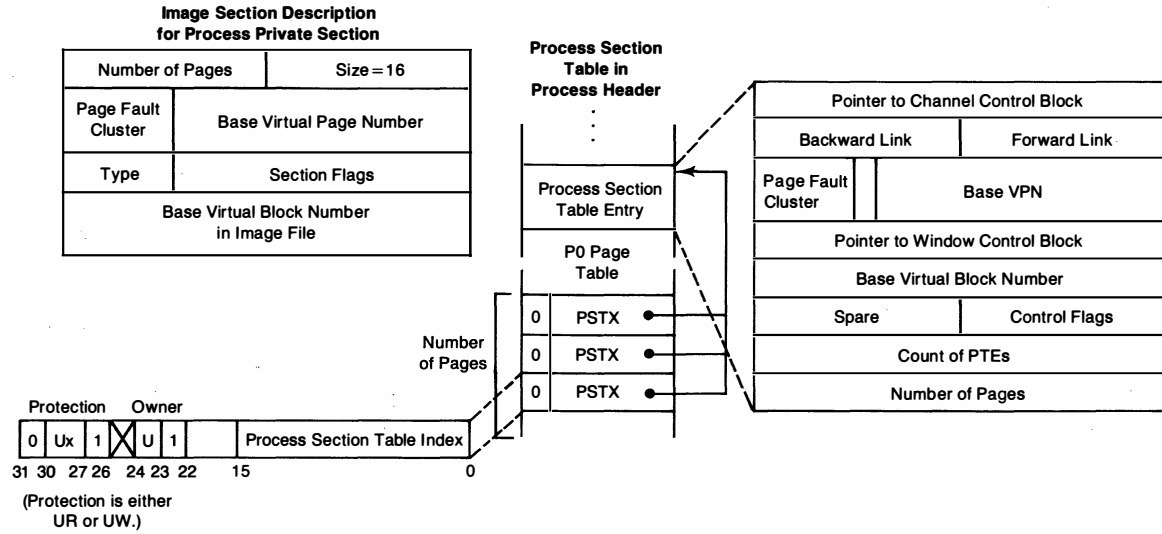 Image Section Description
for Process Private Section
Number of Pages
Size = 16
Page Fault
Cluster
Base Virtual Page Number
Type
Section Flags
Base Virtual Block Number
in Image File
Process Section
Table in
Process Header
.
.
.
Process Section
Table Entry
P0 Page
Table
0 PSTX
0 PSTX
0 PSTX
Number
of Pages
Pointer to Channel Control Block
Backward Link
Forward Link
Page Fault
Cluster
Base VPN
Pointer to Window Control Block
Base Virtual Block Number
Spare
Control Flags
Count of PTEs
Number of Pages
Protection Owner
0 Ux 1 U 1 Process Section Table Index
31 30 27 26 24 23 22 15 0
(Protection is either
UR or UW.)